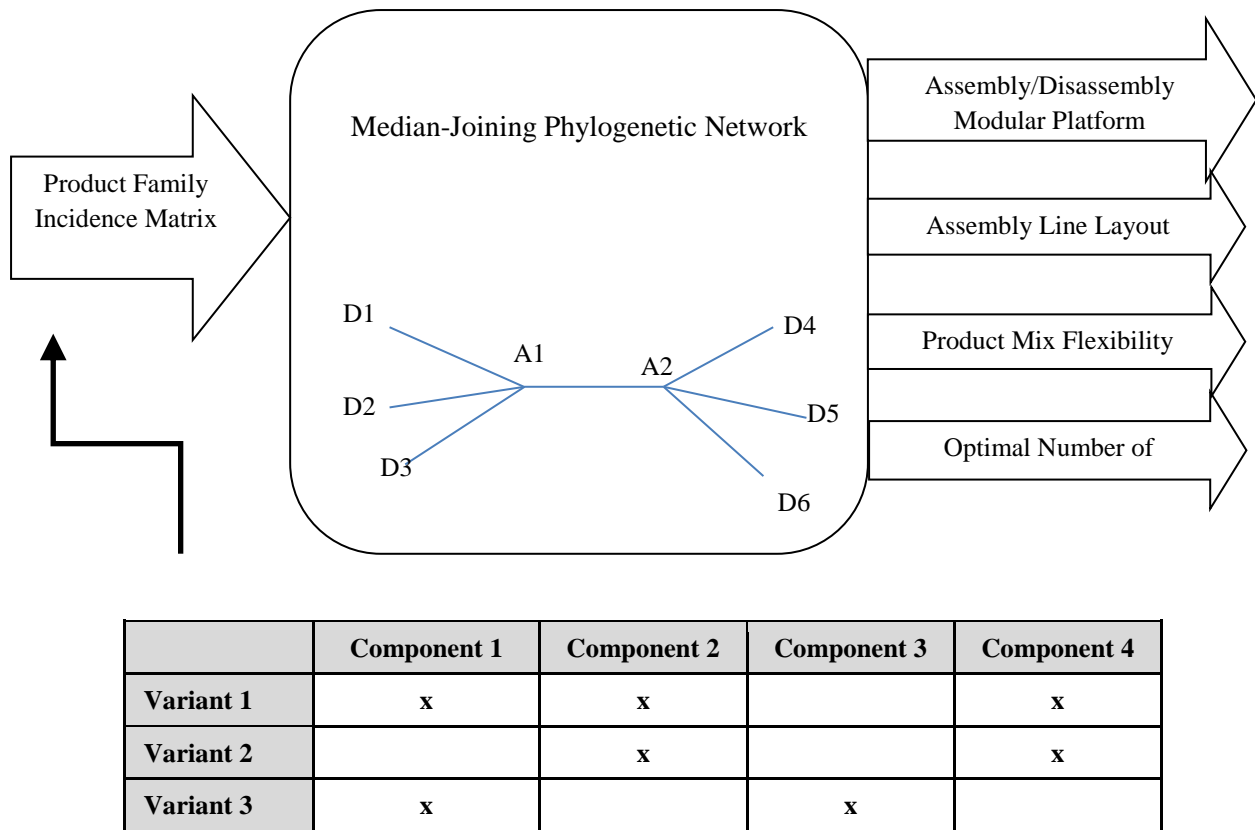 Product Family
Incidence Matrix
Median-Joining Phylogenetic Network
D1
D2
D3
A1
A2
D4
D5
D6
Assembly/Disassembly
Modular Platform
Assembly Line Layout
Product Mix Flexibility
Optimal Number of
Component 1 Component 2 Component 3 Component 4
Variant 1 x x x
Variant 2 x x
Variant 3 x x